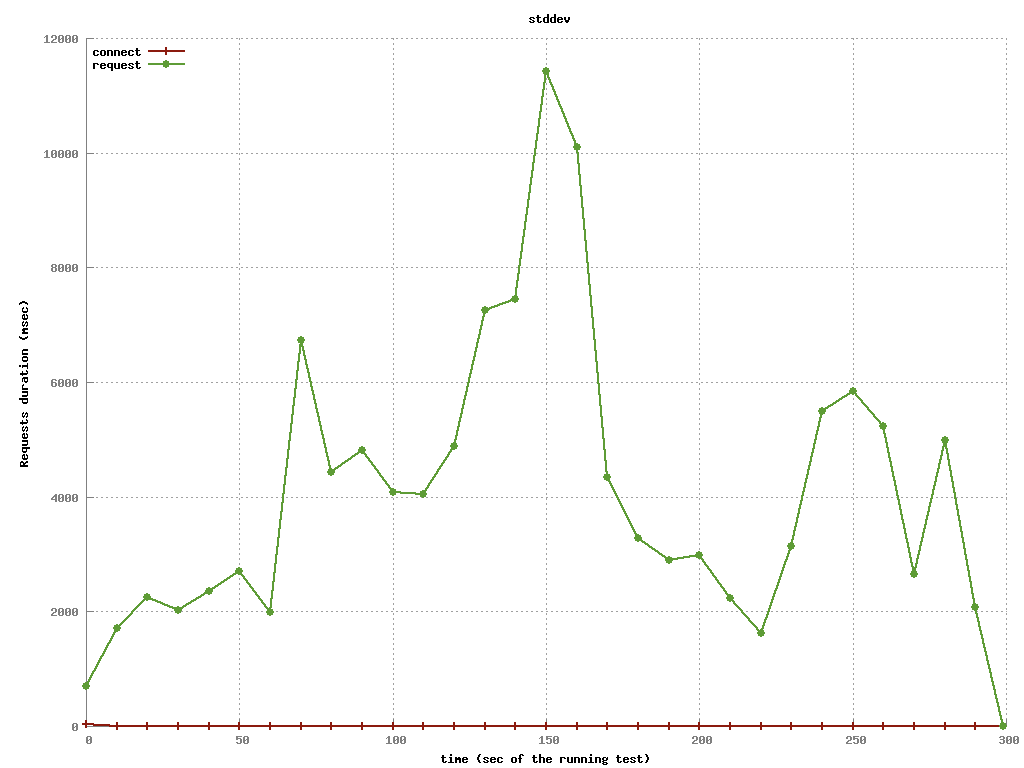 stddev
12000
connect
request
10000
8000
6000
4000
2000
0
Requests duration (msec)
0 50 100 150 200 250 300
time (sec of the running test)